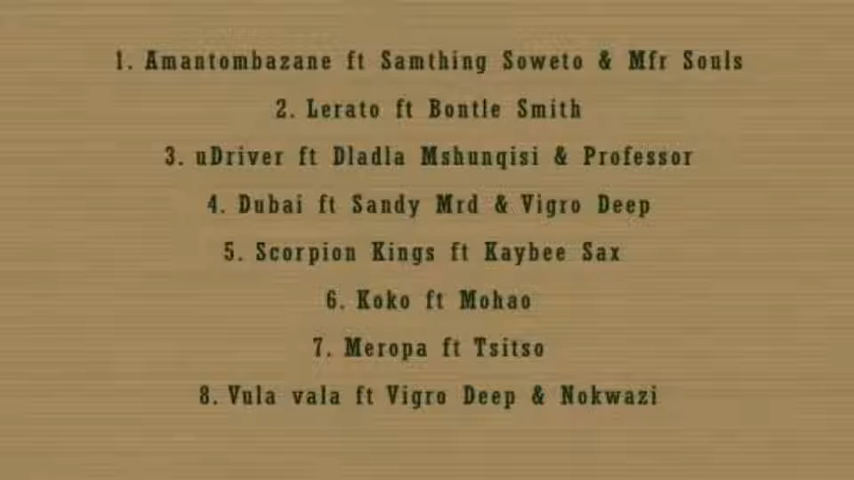 1. Amantombazane ft Samthing Soweto & Mfr Souls
2. Lerato ft Bontle Smith
3. uDriver ft Dladla Mshunqisi & Professor
4. Dubai ft Sandy Mrd & Vigro Deep
5. Scorpion Kings ft Kaybee Sax
6. Koko ft Mohao
7. Meropa ft Tsitso
8. Vula vala ft Vigro Deep & Nokwazi